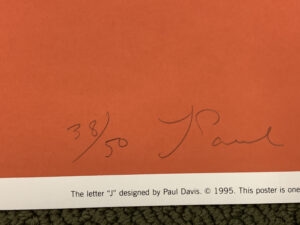 38/50 Paul
The letter "J" designed by Paul Davis. © 1995. This poster is one